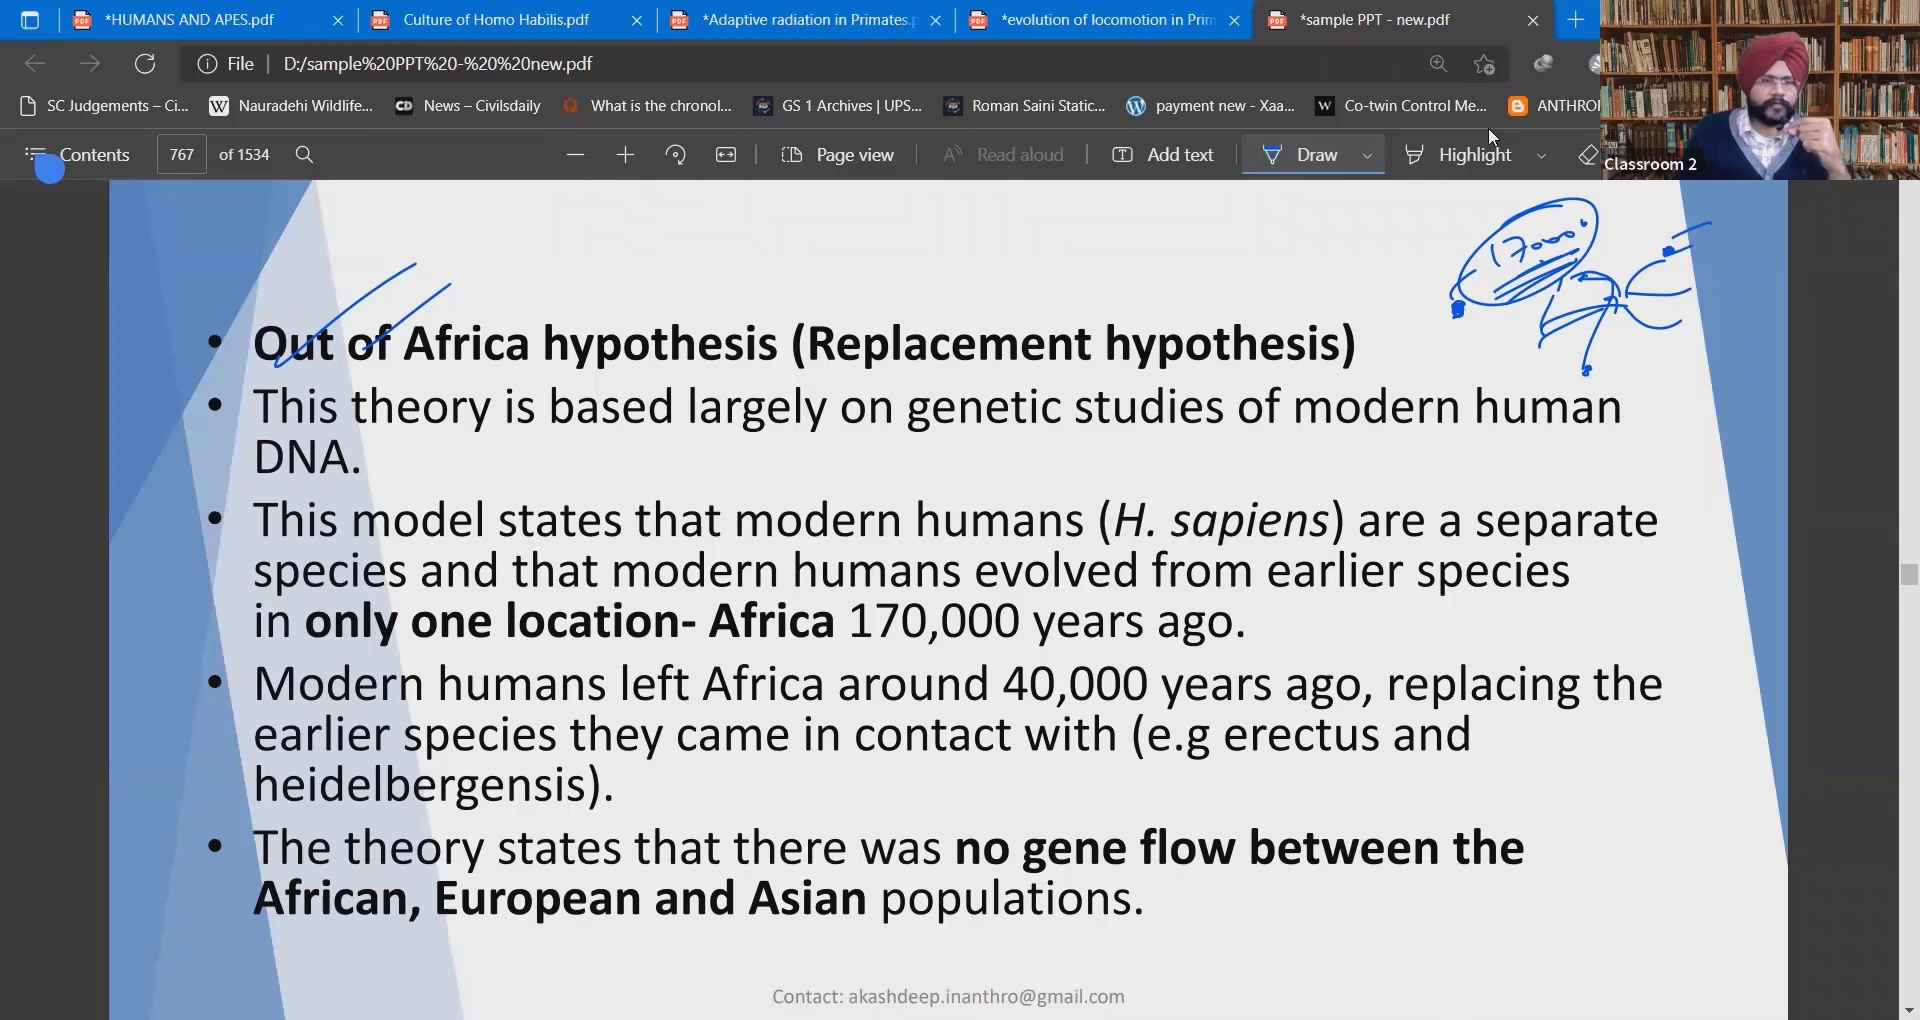 *HUMANS AND APES.pdf
Culture of Homo Habilis.pdf
*Adaptive radiation in Primates.
*evolution of locomotion in Prim
*sample PPT - new.pdf
File
D:/sample%20PPT%20-%20%20new.pdf
SC Judgements – Ci...
Nauradehi Wildlife...
CD
News – Civilsdaily
What is the chronol...
GS 1 Archives | UPS...
Roman Saini Static...
payment new - Xaa...
Co-twin Control Me...
ANTHRO
Contents
767
of 1534
Page view
Read aloud
Add text
Draw
Highlight
Classroom 2
• Out of Africa hypothesis (Replacement hypothesis)
• This theory is based largely on genetic studies of modern human
DNA.
• This model states that modern humans (H. sapiens) are a separate
species and that modern humans evolved from earlier species
in only one location- Africa 170,000 years ago.
• Modern humans left Africa around 40,000 years ago, replacing the
earlier species they came in contact with (e.g erectus and
heidelbergensis).
• The theory states that there was no gene flow between the
African, European and Asian populations.
Contact: akashdeep.inanthro@gmail.com